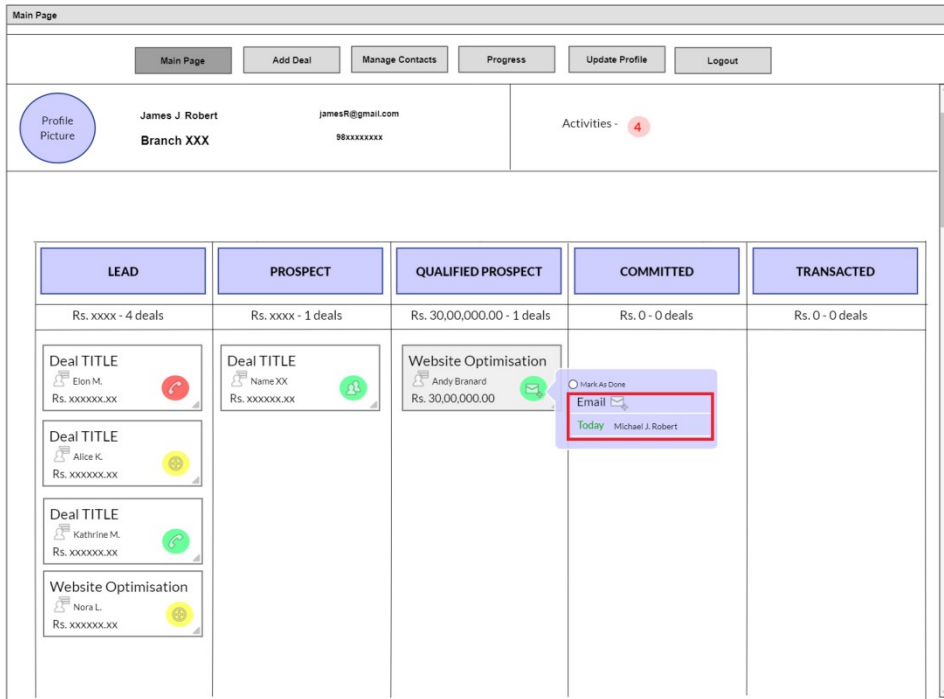 Main Page
Main Page Add Deal Manage Contacts Progress Update Profile Logout
Profile
Picture
James J Robert
Branch XXX
jamesR@gmail.com
98xxxxxxxx
Activities - 4
LEAD PROSPECT QUALIFIED PROSPECT COMMITTED TRANSACTED
Rs. xxxx - 4 deals Rs. xxxx - 1 deals Rs. 30,00,000.00 - 1 deals Rs. 0 - 0 deals Rs. 0 - 0 deals
Deal TITLE
Elon M.
Rs. xxxxxx.xx
Deal TITLE
Alice K.
Rs. xxxxxx.xx
Deal TITLE
Kathrine M.
Rs. xxxxxx.xx
Website Optimisation
Nora L.
Rs. xxxxxx.xx
Deal TITLE
Name XX
Rs. xxxxxx.xx
Website Optimisation
Andy Branard
Rs. 30,00,000.00
Mark As Done
Email
Today Michael J. Robert